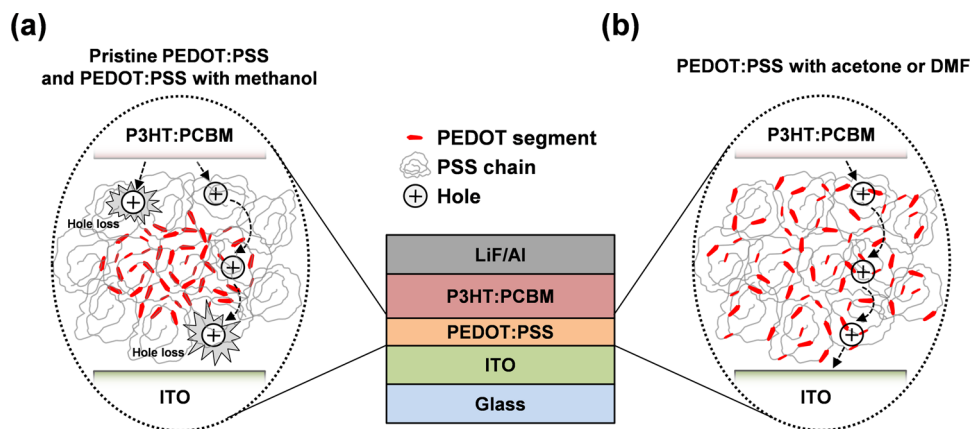 (a)
Pristine PEDOT:PSS
and PEDOT:PSS with methanol
P3HT:PCBM
+
+
Hole loss
+
+
Hole loss
ITO
PEDOT segment
PSS chain
+ Hole
LiF/Al
P3HT:PCBM
PEDOT:PSS
ITO
Glass
(b)
PEDOT:PSS with acetone or DMF
P3HT:PCBM
+
+
+
ITO